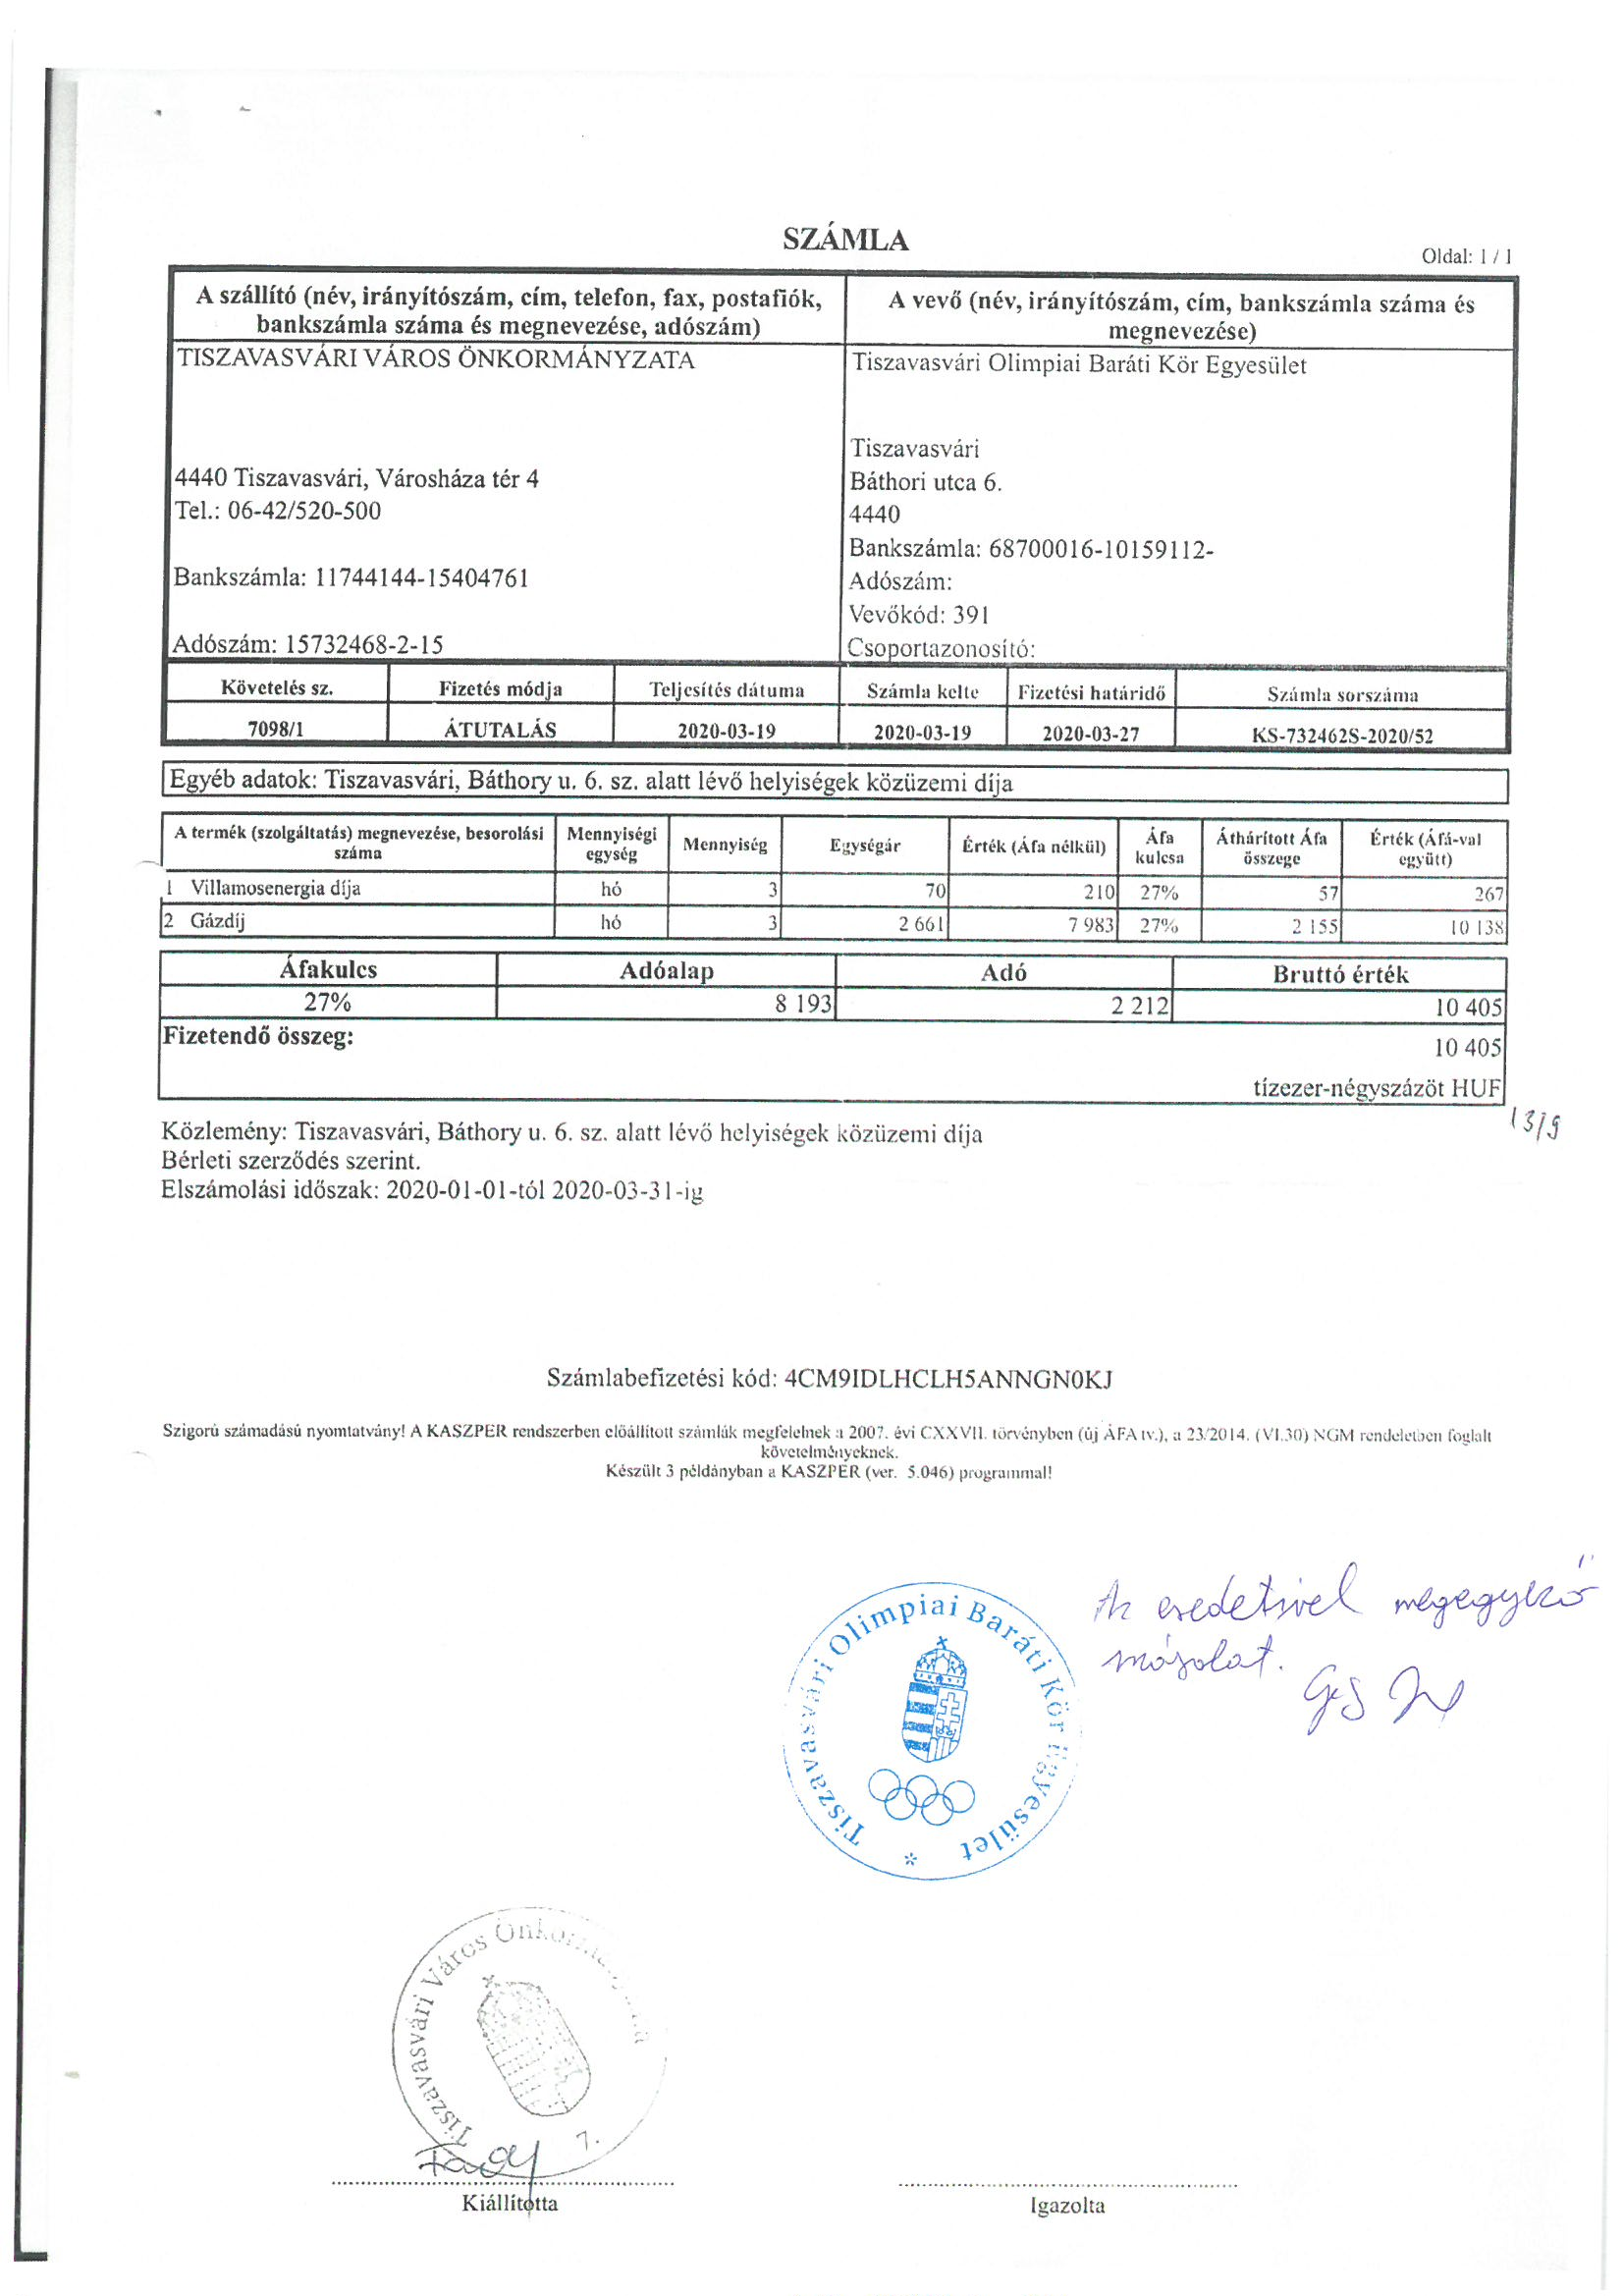 SZÁMLA
Oldal: 1 / 1
A szállító (név, irányítószám, cím, telefon, fax, postafiók, bankszámla száma és megnevezése, adószám)
A vevő (név, irányítószám, cím, bankszámla száma és megnevezése)
TISZAVASVÁRI VÁROS ÖNKORMÁNYZATA
4440 Tiszavasvári, Városháza tér 4
Tel.: 06-42/520-500
Bankszámla: 11744144-15404761
Adószám: 15732468-2-15
Tiszavasvári Olimpiai Baráti Kör Egyesület
Tiszavasvári
Báthori utca 6.
4440
Bankszámla: 68700016-10159112-
Adószám:
Vevőkód: 391
Csoportazonosító:
Követelés sz. Fizetés módja Teljesítés dátuma Számla kelte Fizetési határidő Számla sorszáma
7098/1 ÁTUTALÁS 2020-03-19 2020-03-19 2020-03-27 KS-732462S-2020/52
Egyéb adatok: Tiszavasvári, Báthory u. 6. sz. alatt lévő helyiségek közüzemi díja
A termék (szolgáltatás) megnevezése, besorolási száma Mennyiségi egység Mennyiség Egységár Érték (Áfa nélkül) Áfa kulcsa Áthárított Áfa összege Érték (Áfá-val együtt)
1 Villamosenergia díja hó 3 70 210 27% 57 267
2 Gázdíj hó 3 2 661 7 983 27% 2 155 10 138
Áfakulcs Adóalap Adó Bruttó érték
27% 8 193 2 212 10 405
Fizetendő összeg:
10 405
tízezer-négyszázöt HUF
13/9
Közlemény: Tiszavasvári, Báthory u. 6. sz. alatt lévő helyiségek közüzemi díja
Bérleti szerződés szerint.
Elszámolási időszak: 2020-01-01-tól 2020-03-31-ig
Számlabefizetési kód: 4CM9IDLHCLH5ANNGN0KJ
Szigorú számadású nyomtatvány! A KASZPER rendszerben előállított számlák megfelelnek a 2007. évi CXXVII. törvényben (új ÁFA tv.), a 23/2014. (VI.30) NGM rendeletben foglalt
követelményeknek.
Készült 3 példányban a KASZPER (ver. 5.046) programmal!
Az eredetivel megegyező
másolat.
Tiszavasvári Olimpiai Baráti Kör Egyesület *
Tiszavasvári Város
7.
Kiállította
Igazolta